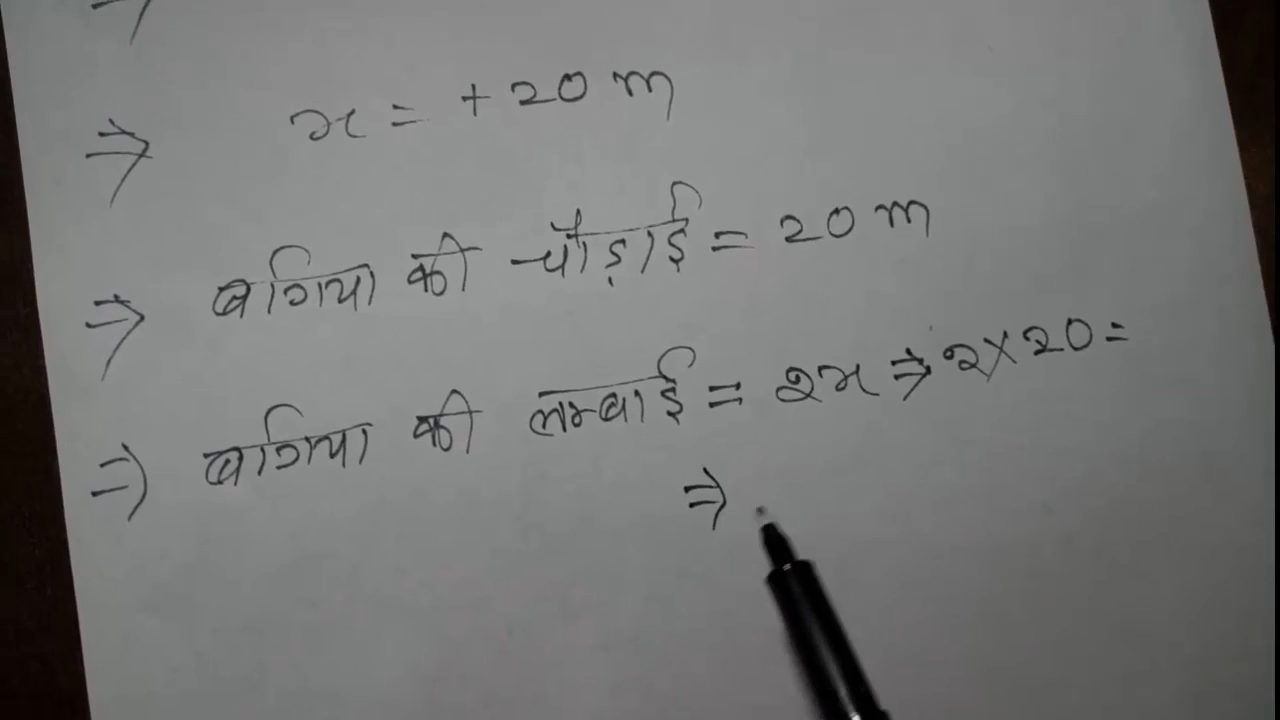 ⇒
⇒ x = + 20 m
⇒ बगिया की चौड़ाई = 20 m
⇒ बगिया की लम्बाई = 2x ⇒ 2 × 20 =
⇒